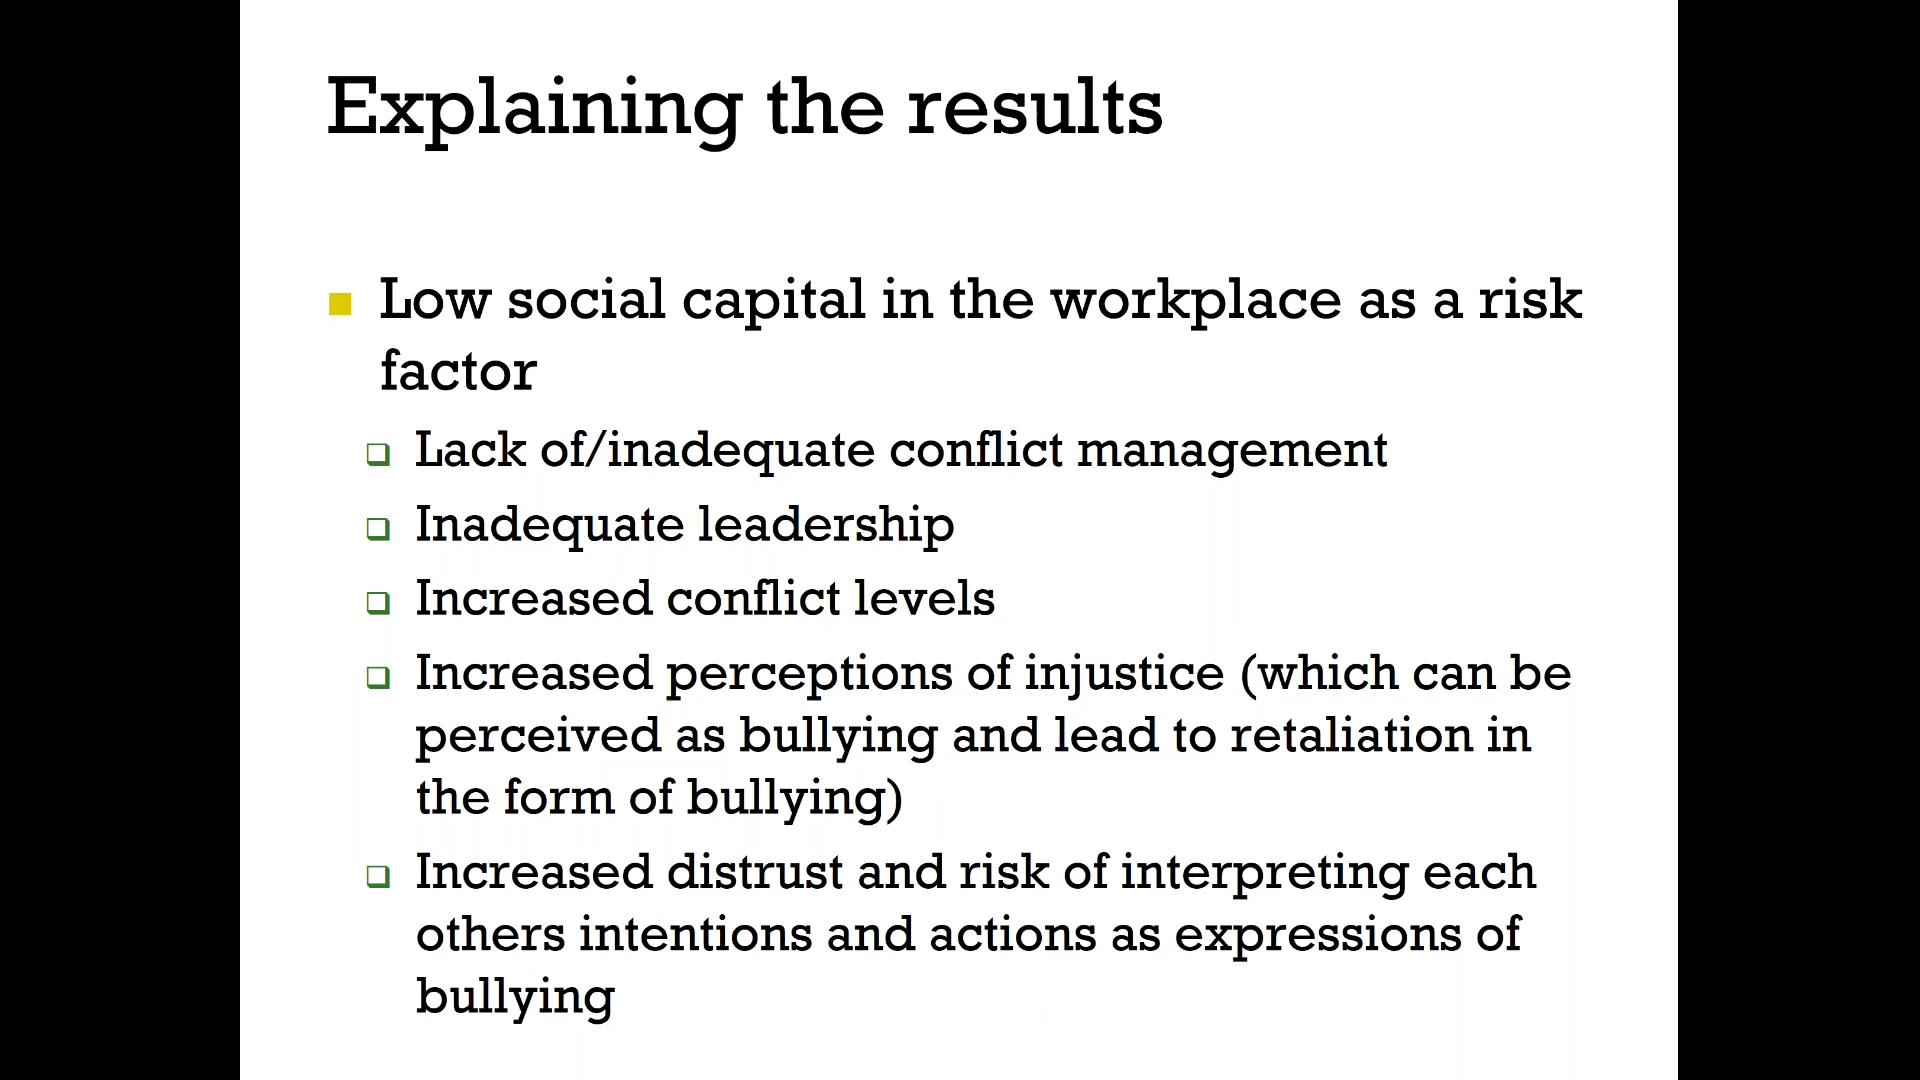 Explaining the results
Low social capital in the workplace as a risk
factor
Lack of/inadequate conflict management
Inadequate leadership
Increased conflict levels
Increased perceptions of injustice (which can be
perceived as bullying and lead to retaliation in
the form of bullying)
Increased distrust and risk of interpreting each
others intentions and actions as expressions of
bullying